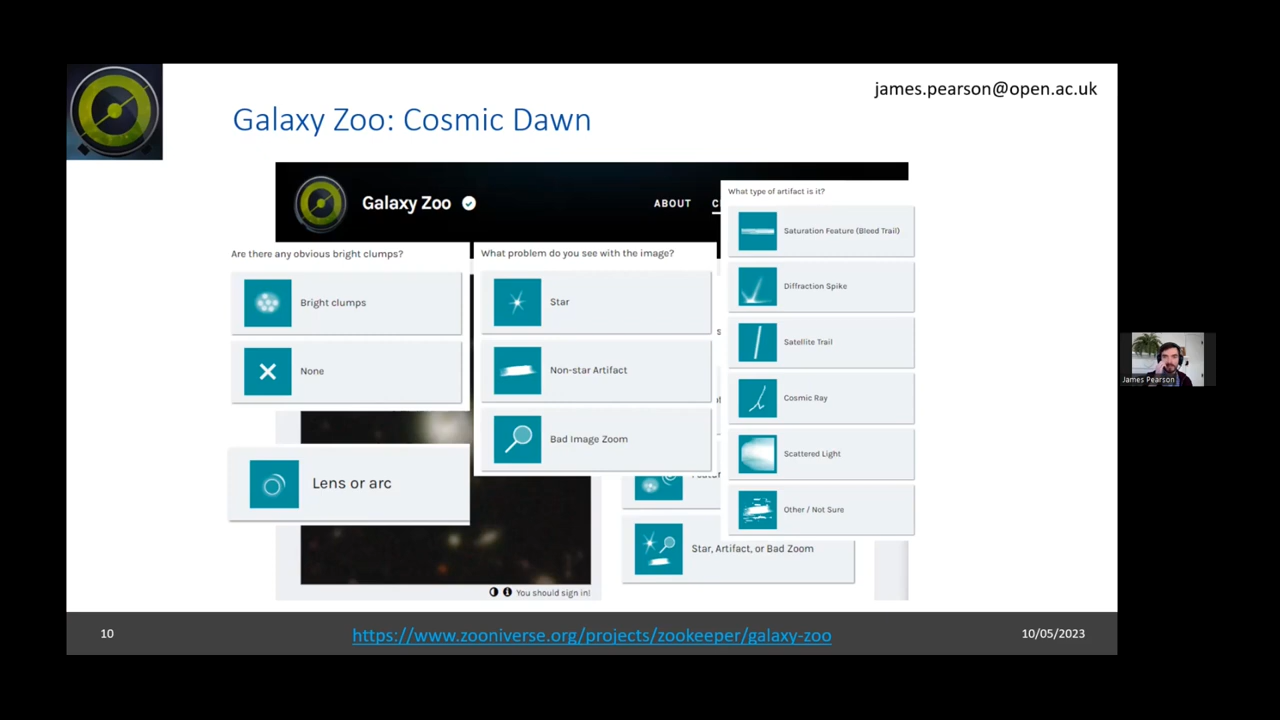 james.pearson@open.ac.uk
Galaxy Zoo: Cosmic Dawn
Galaxy Zoo
ABOUT
Are there any obvious bright clumps?
Bright clumps
None
Lens or arc
What problem do you see with the image?
Star
Non-star Artifact
Bad Image Zoom
What type of artifact is it?
Saturation Feature (Bleed Trail)
Diffraction Spike
Satellite Trail
Cosmic Ray
Scattered Light
Other / Not Sure
Star, Artifact, or Bad Zoom
You should sign in!
10
https://www.zooniverse.org/projects/zookeeper/galaxy-zoo
10/05/2023
James Pearson